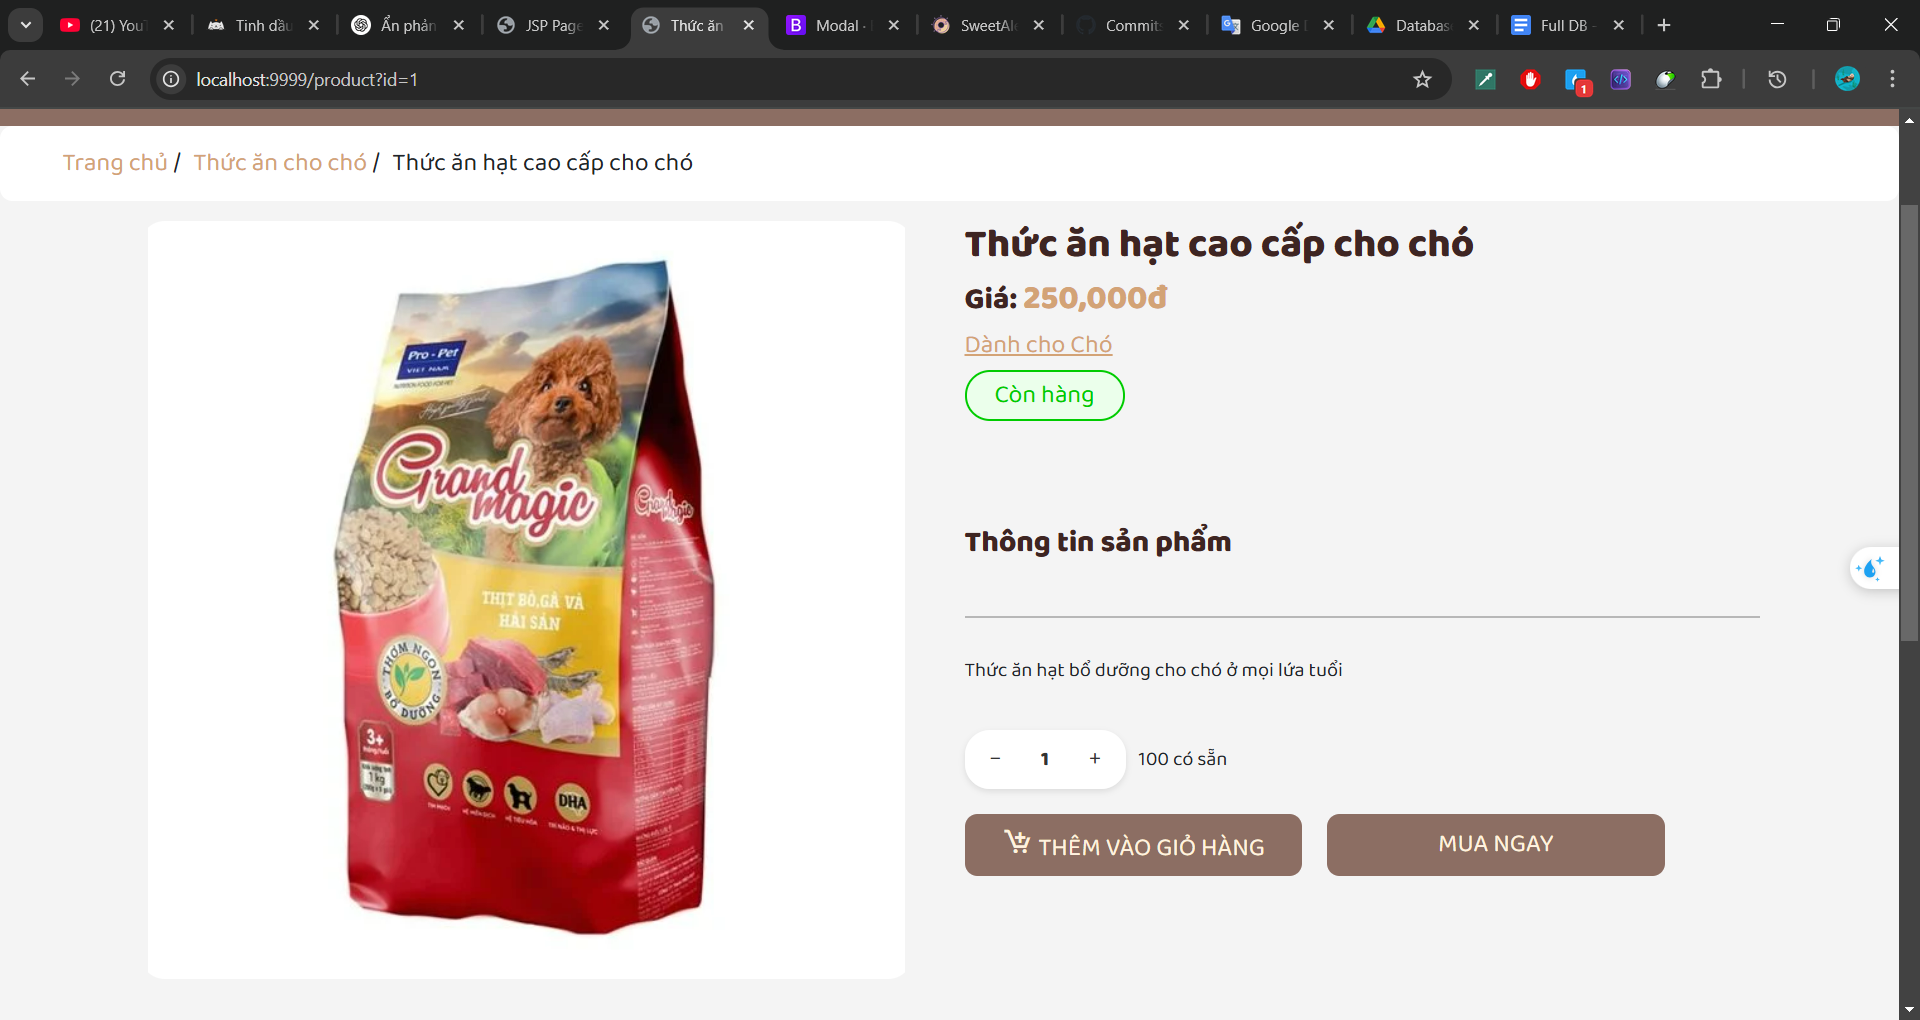 (21) You
Tinh dầu
Ẩn phản
JSP Page
Thức ăn
Modal ·
SweetAl
Commit
Google
Databas
Full DB -
localhost:9999/product?id=1
1
Trang chủ / Thức ăn cho chó / Thức ăn hạt cao cấp cho chó
Thức ăn hạt cao cấp cho chó
Giá: 250,000đ
Dành cho Chó
Còn hàng
Thông tin sản phẩm
Thức ăn hạt bổ dưỡng cho chó ở mọi lứa tuổi
− 1 + 100 có sẵn
THÊM VÀO GIỎ HÀNG
MUA NGAY
Pro - Pet
VIET NAM
Grand
magic
THỊT BÒ,GÀ VÀ
HẢI SẢN
THƠM NGON
BỔ DƯỠNG
3+
1 kg
DHA